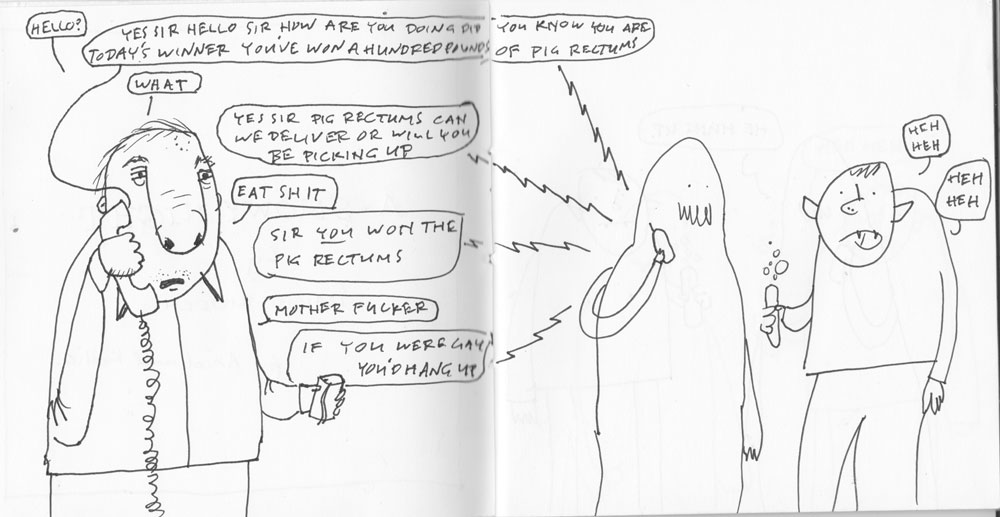 HELLO?
YES SIR HELLO SIR HOW ARE YOU DOING DID YOU KNOW YOU ARE
TODAY'S WINNER YOU'VE WON A HUNDRED POUNDS OF PIG RECTUMS
WHAT
YES SIR PIG RECTUMS CAN
WE DELIVER OR WILL YOU
BE PICKING UP
EAT SHIT
SIR YOU WON THE
PIG RECTUMS
MOTHER FUCKER
IF YOU WERE GAY
YOU'D HANG UP
HEH
HEH
HEH
HEH